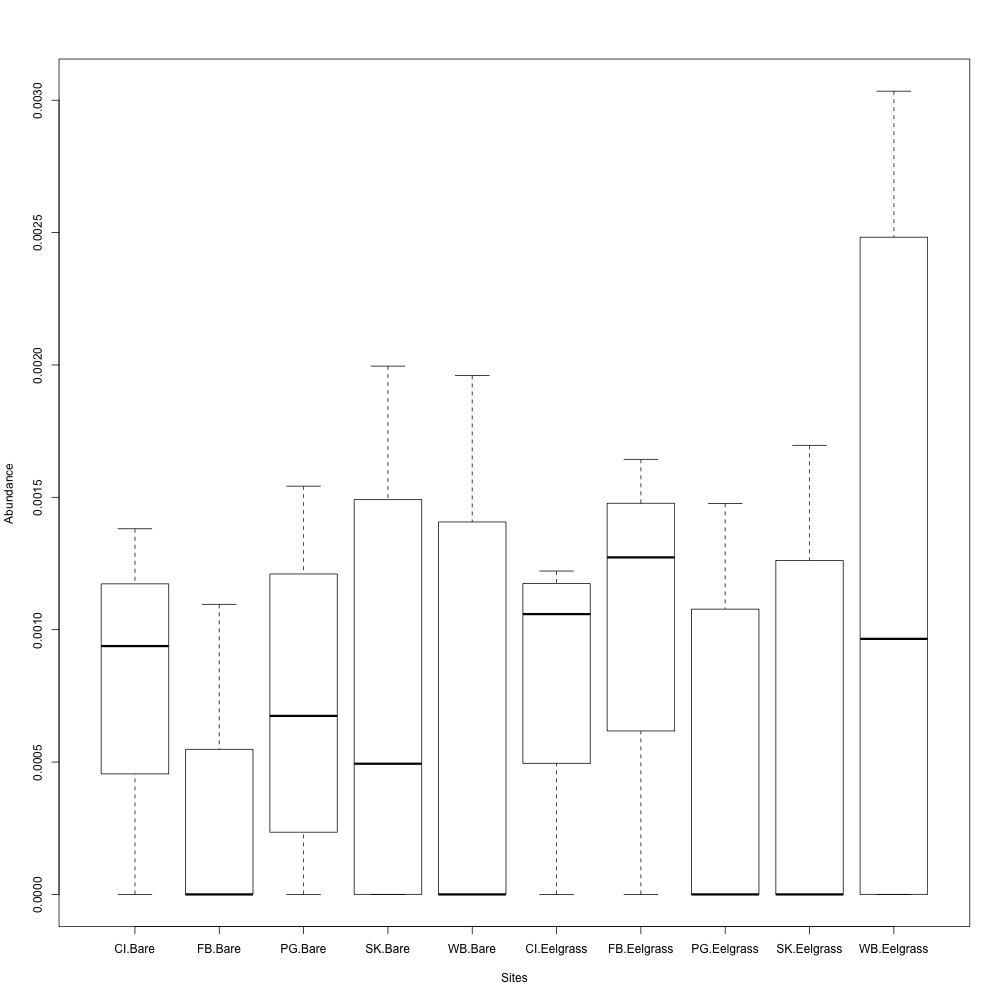 0.0030
0.0025
0.0020
0.0015
0.0010
0.0005
0.0000
Abundance
CI.Bare FB.Bare PG.Bare SK.Bare WB.Bare CI.Eelgrass FB.Eelgrass PG.Eelgrass SK.Eelgrass WB.Eelgrass
Sites